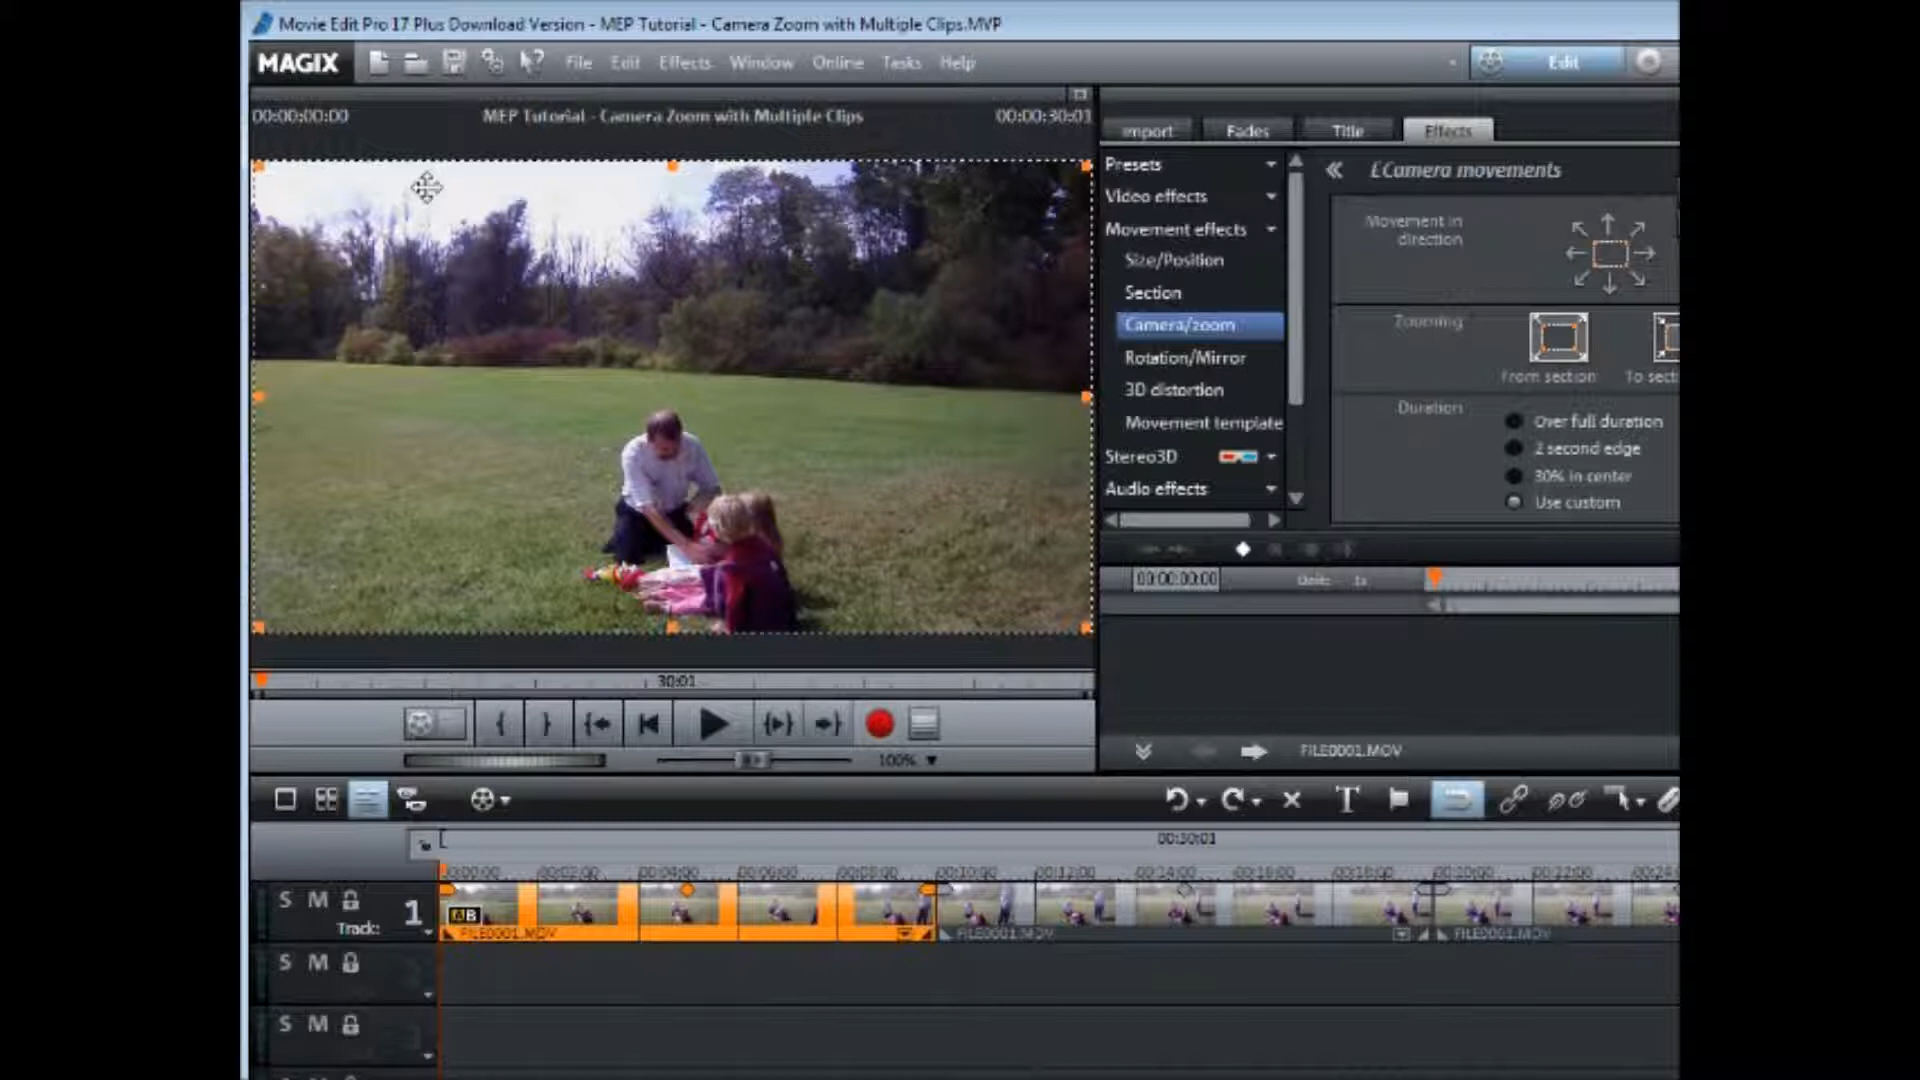 Movie Edit Pro 17 Plus Download Version - MEP Tutorial - Camera Zoom with Multiple Clips.MVP
MAGIX File Edit Effects Window Online Tasks Help Edit
00:00:00:00 MEP Tutorial - Camera Zoom with Multiple Clips 00:00:30:01
Import Fades Title Effects
Presets
Video effects
Movement effects
Size/Position
Section
Camera/zoom
Rotation/Mirror
3D distortion
Movement template
Stereo3D
Audio effects
ECamera movements
Movement in
direction
Zooming
From section To secti
Duration
Over full duration
2 second edge
30% in center
Use custom
00:00:00:00 1x
30:01
100%
FILE0001.MOV
T
00:30:01
00:00:00 00:02:00 00:04:00 00:06:00 00:08:00 00:10:00 00:12:00 00:14:00 00:16:00 00:18:00 00:20:00 00:22:00 00:24:
S M 1
AB
Track:
FILE0001.MOV FILE0001.MOV FILE0001.MOV
S M
S M